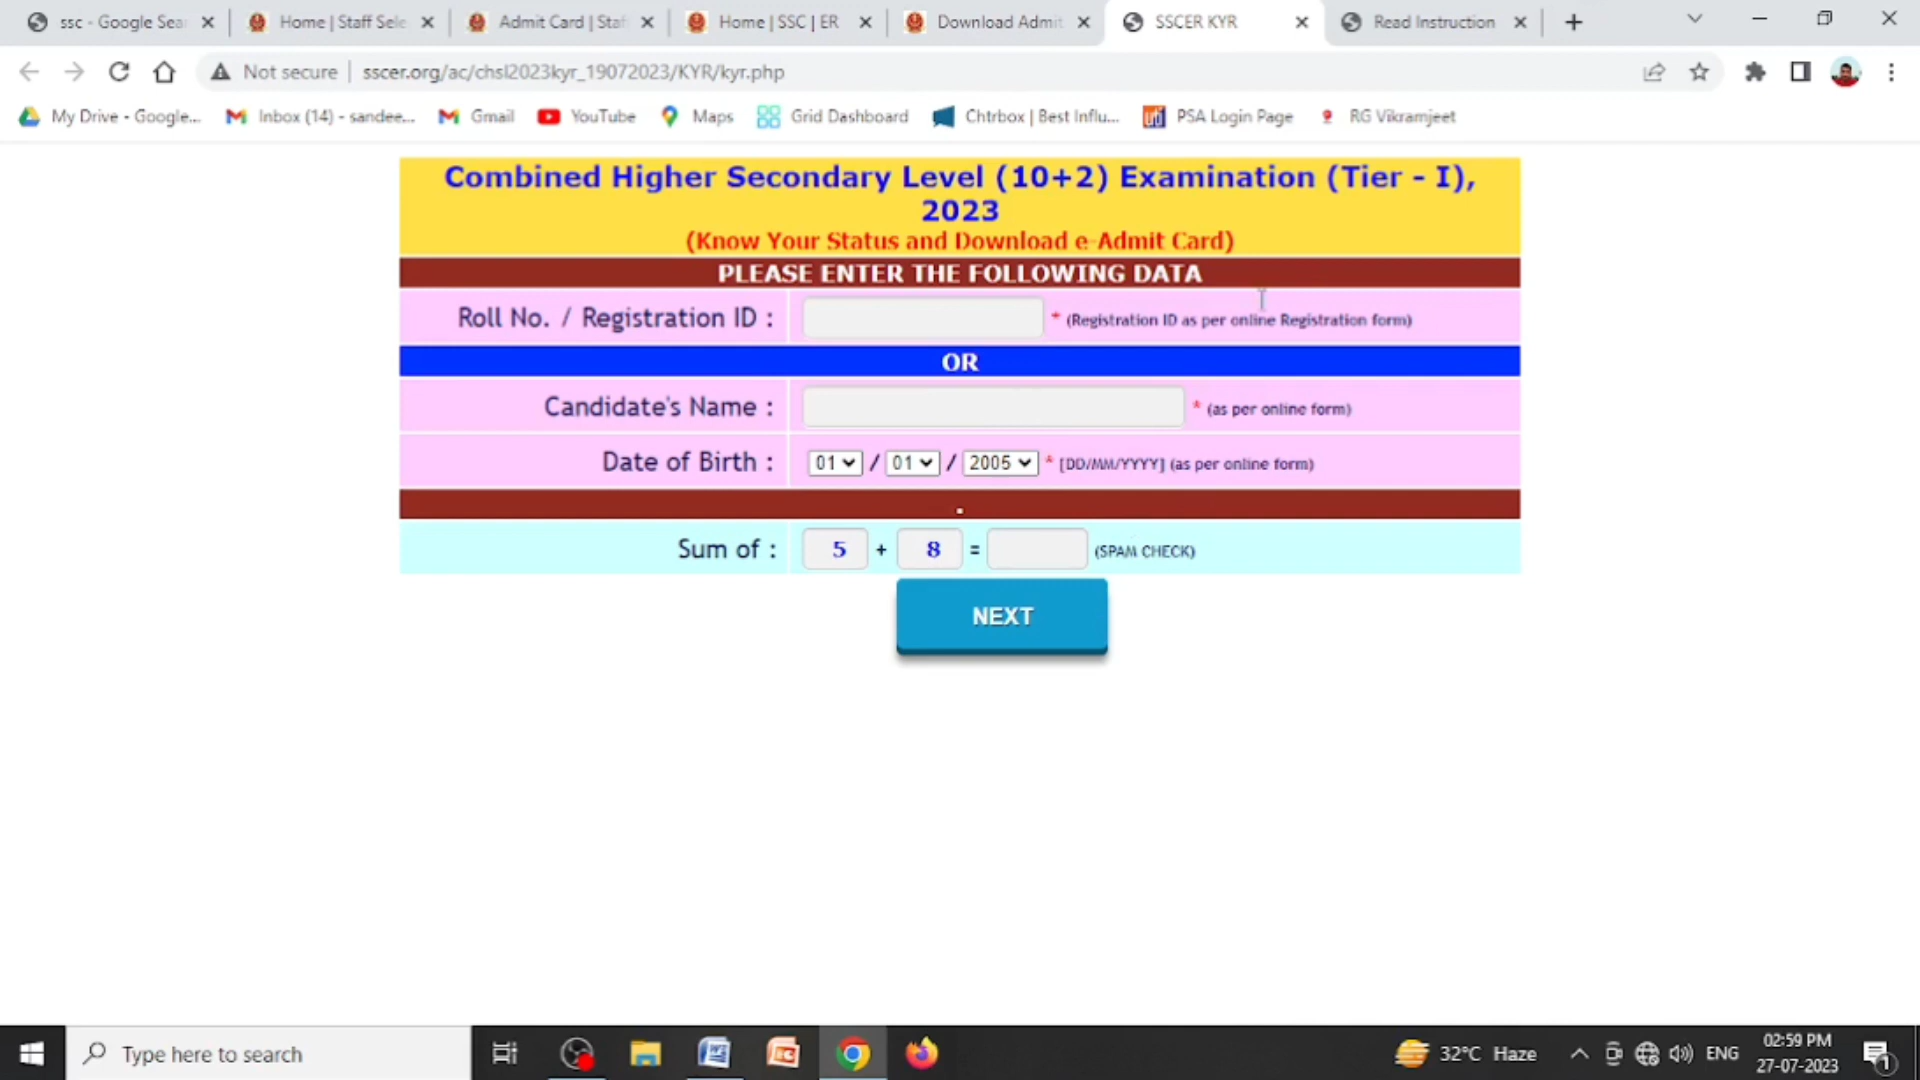 ssc - Google Sea
Home | Staff Sele
Admit Card | Staf
Home | SSC | ER
Download Admit
SSCER KYR
Read Instruction
Not secure
sscer.org/ac/chsl2023kyr_19072023/KYR/kyr.php
My Drive - Google...
Inbox (14) - sandee...
Gmail
YouTube
Maps
Grid Dashboard
Chtrbox | Best Influ...
PSA Login Page
RG Vikramjeet
Combined Higher Secondary Level (10+2) Examination (Tier - I),
2023
(Know Your Status and Download e-Admit Card)
PLEASE ENTER THE FOLLOWING DATA
Roll No. / Registration ID : * (Registration ID as per online Registration form)
OR
Candidate's Name : * (as per online form)
Date of Birth : 01 / 01 / 2005 * [DD/MM/YYYY] (as per online form)
.
Sum of : 5 + 8 = (SPAM CHECK)
NEXT
Type here to search
32°C Haze
ENG
02:59 PM
27-07-2023
1